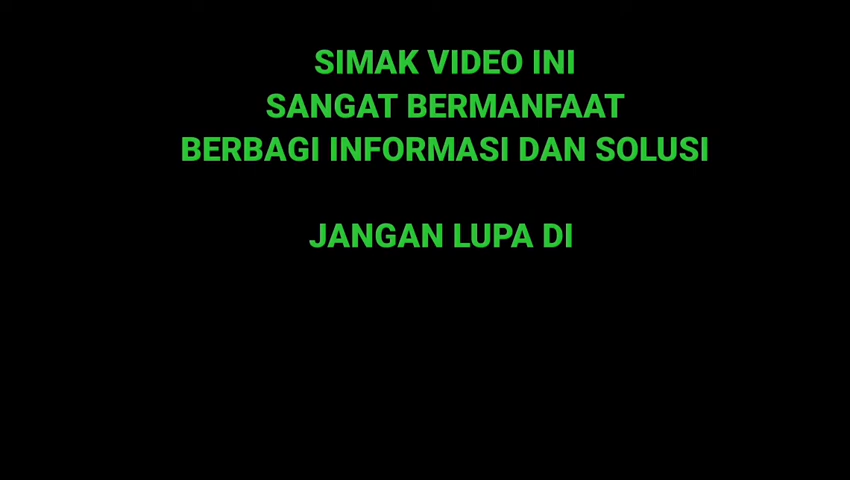 SIMAK VIDEO INI
SANGAT BERMANFAAT
BERBAGI INFORMASI DAN SOLUSI
JANGAN LUPA DI